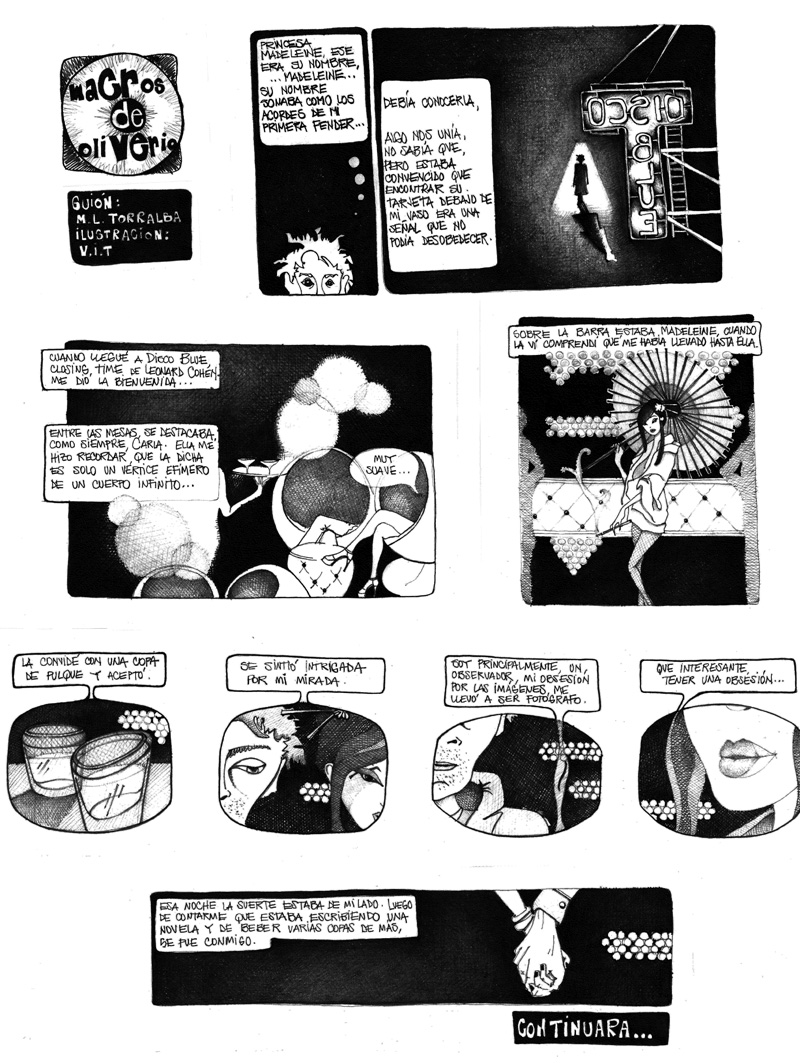 macros
de
oliverio
GUIÓN:
M.L. TORRALBA
ILUSTRACION:
V.I.T
PRINCESA
MADELEINE, ESE
ERA SU NOMBRE,
... MADELEINE...
SU NOMBRE
SONABA COMO LOS
ACORDES DE MI
PRIMERA FENDER...
DEBÍA CONOCERLA,
ALGO NOS UNÍA,
NO SABÍA QUE,
PERO ESTABA
CONVENCIDO QUE
ENCONTRAR SU
TARJETA DEBAJO DE
MI VASO ERA UNA
SEÑAL QUE NO
PODÍA DESOBEDECER.
DISCO
BLUE
CUANDO LLEGUÉ A DISCO BLUE,
CLOSING, TIME, DE LEONARD COHEN
ME DIÓ LA BIENVENIDA...
ENTRE LAS MESAS, SE DESTACABA,
COMO SIEMPRE, CARLA. ELLA ME
HIZO RECORDAR, QUE LA DICHA
ES SOLO UN VÉRTICE EFÍMERO
DE UN CUERPO INFINITO...
MUY
SUAVE...
SOBRE LA BARRA ESTABA, MADELEINE, CUANDO
LA VÍ COMPRENDÍ QUE ME HABÍA LLEVADO HASTA ELLA.
LA CONVIDÉ CON UNA COPA
DE PULQUE Y ACEPTÓ.
SE SINTIÓ INTRIGADA
POR MI MIRADA.
SOY PRINCIPALMENTE, UN,
OBSERVADOR, MI OBSESIÓN
POR LAS IMÁGENES, ME
LLEVÓ A SER FOTÓGRAFO.
QUE INTERESANTE,
TENER UNA OBSESIÓN...
ESA NOCHE LA SUERTE ESTABA DE MI LADO. LUEGO
DE CONTARME QUE ESTABA, ESCRIBIENDO UNA
NOVELA Y DE BEBER VARIAS COPAS DE MAS,
SE FUE CONMIGO.
CONTINUARA...